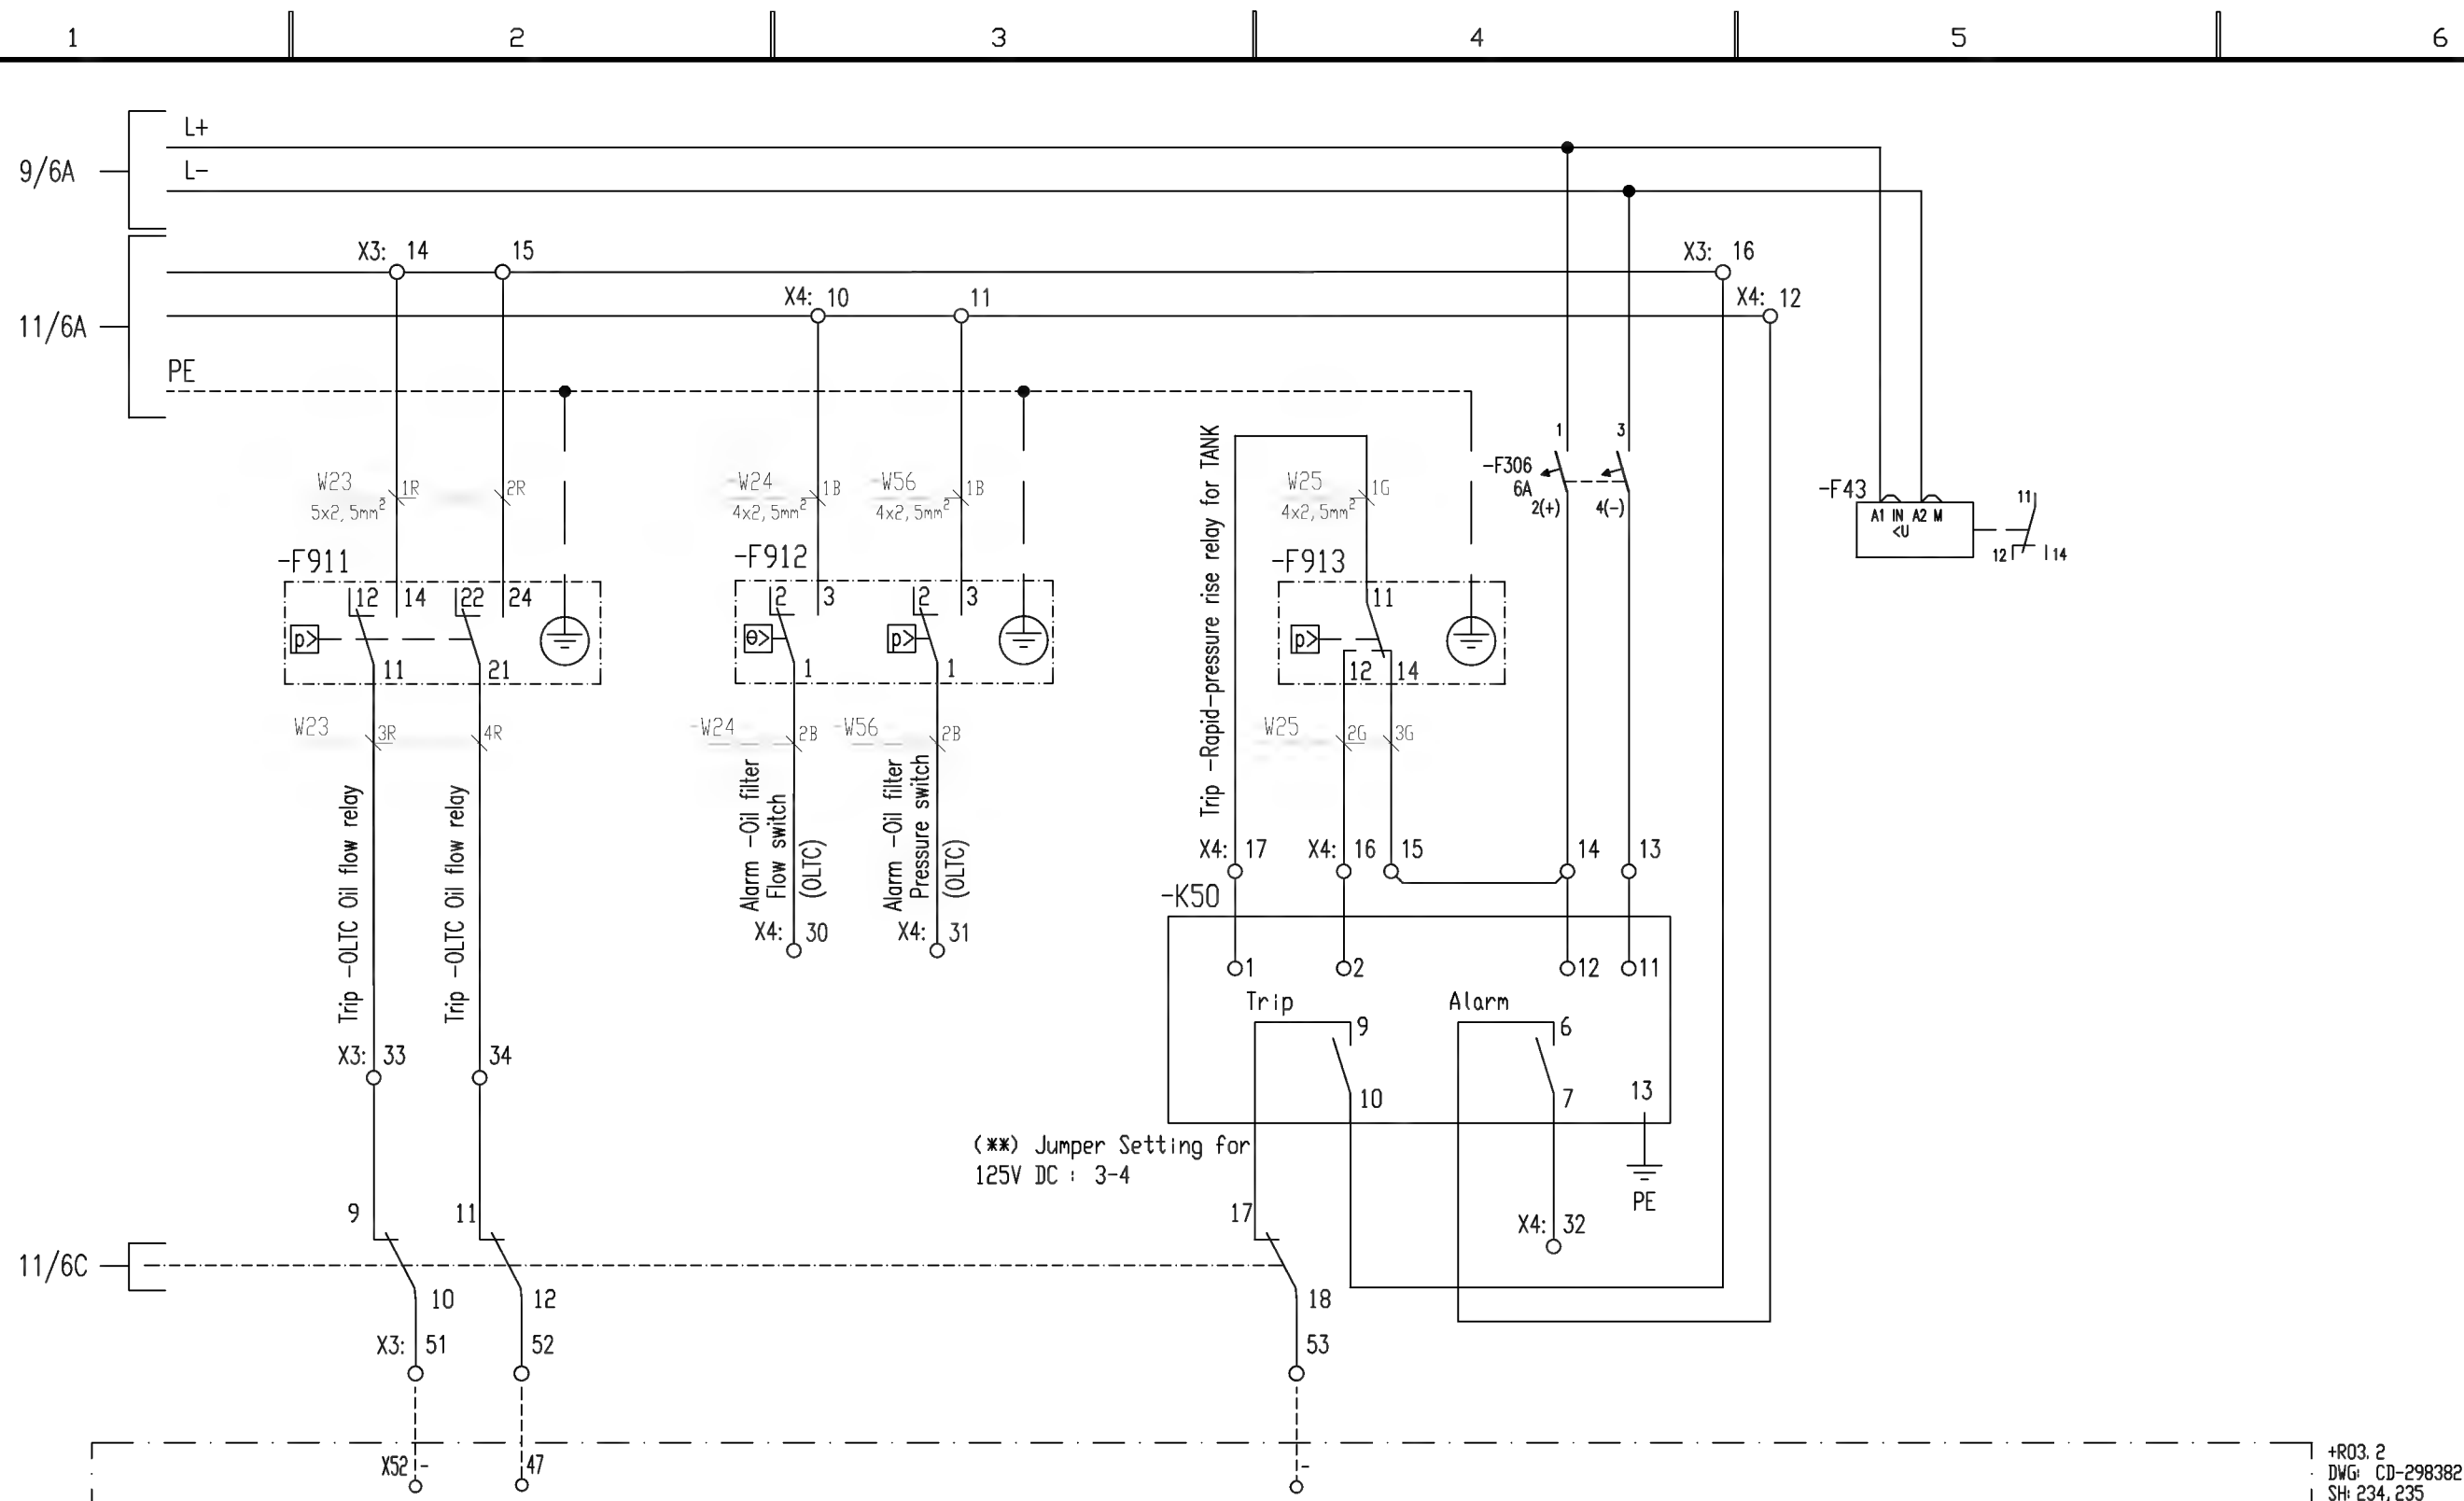 1 2 3 4 5 6
L+
9/6A L-
X3: 14 15 X3: 16
X4: 10 11 X4: 12
11/6A
PE
1 3
-F306
6A
2(+) 4(-)
W23 1R 2R
5x2,5mm²
-W24 1B
4x2,5mm²
-W56 1B
4x2,5mm²
W25 1G
4x2,5mm²
-F43
A1 IN A2 M
<U
11
12 14
-F911
12 14 22 24
p>
11 21
-F912
2 3 2 3
θ> p>
1 1
-F913
11
p>
12 14
W23 3R 4R
-W24 2B
-W56 2B
W25 2G 3G
Trip -OLTC Oil flow relay
Trip -OLTC Oil flow relay
Alarm -Oil filter
Flow switch
(OLTC)
Alarm -Oil filter
Pressure switch
(OLTC)
Trip -Rapid-pressure rise relay for TANK
X4: 17 X4: 16 15 14 13
-K50
X4: 30 X4: 31
1 2 12 11
Trip Alarm
9 6
10 7 13
X3: 33 34
(**) Jumper Setting for
125V DC : 3-4
PE
X4: 32
9 11 17
11/6C
10 12 18
X3: 51 52 53
X52 - 47 -
+R03.2
DWG: CD-298382
SH: 234,235